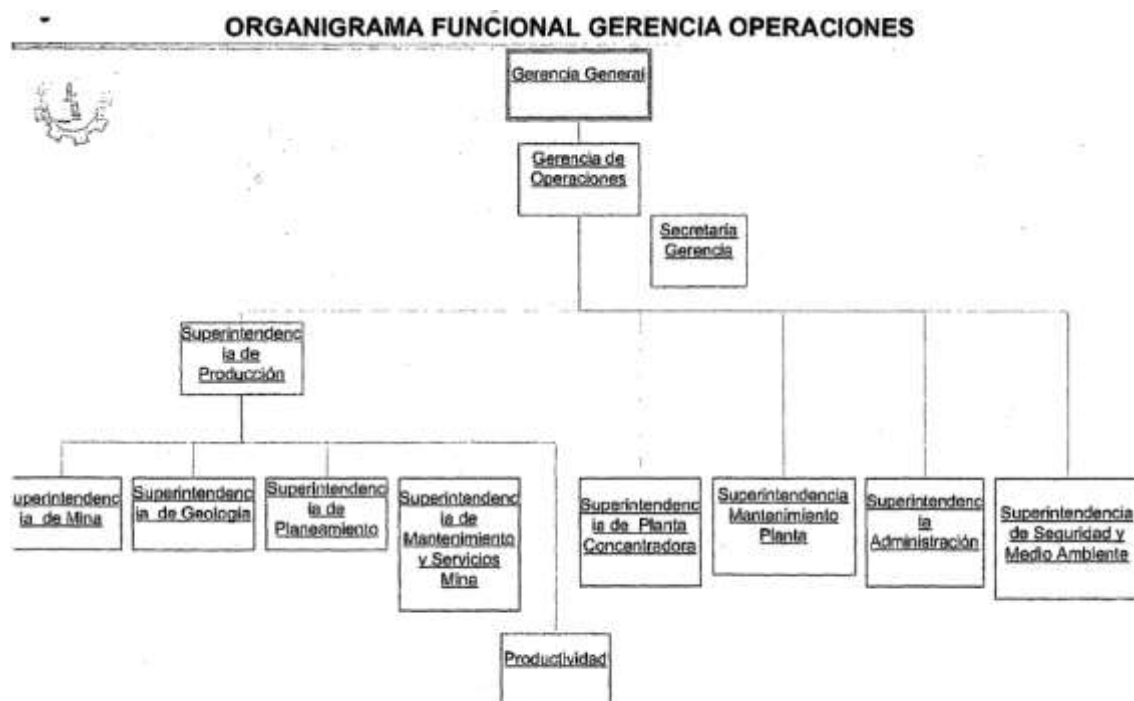 ORGANIGRAMA FUNCIONAL GERENCIA OPERACIONES
Gerencia General
Gerencia de
Operaciones
Secretaría
Gerencia
Superintendenc
ia de
Producción
uperintendenc
ia de Mina
Superintendenc
ia de Geología
Superintendenc
ia de
Planeamiento
Superintendenc
ia de
Mantenimiento
y Servicios
Mina
Superintendenc
ia de Planta
Concentradora
Superintendencia
Mantenimiento
Planta
Superintendenc
ia
Administración
Superintendencia
de Seguridad y
Medio Ambiente
Productividad